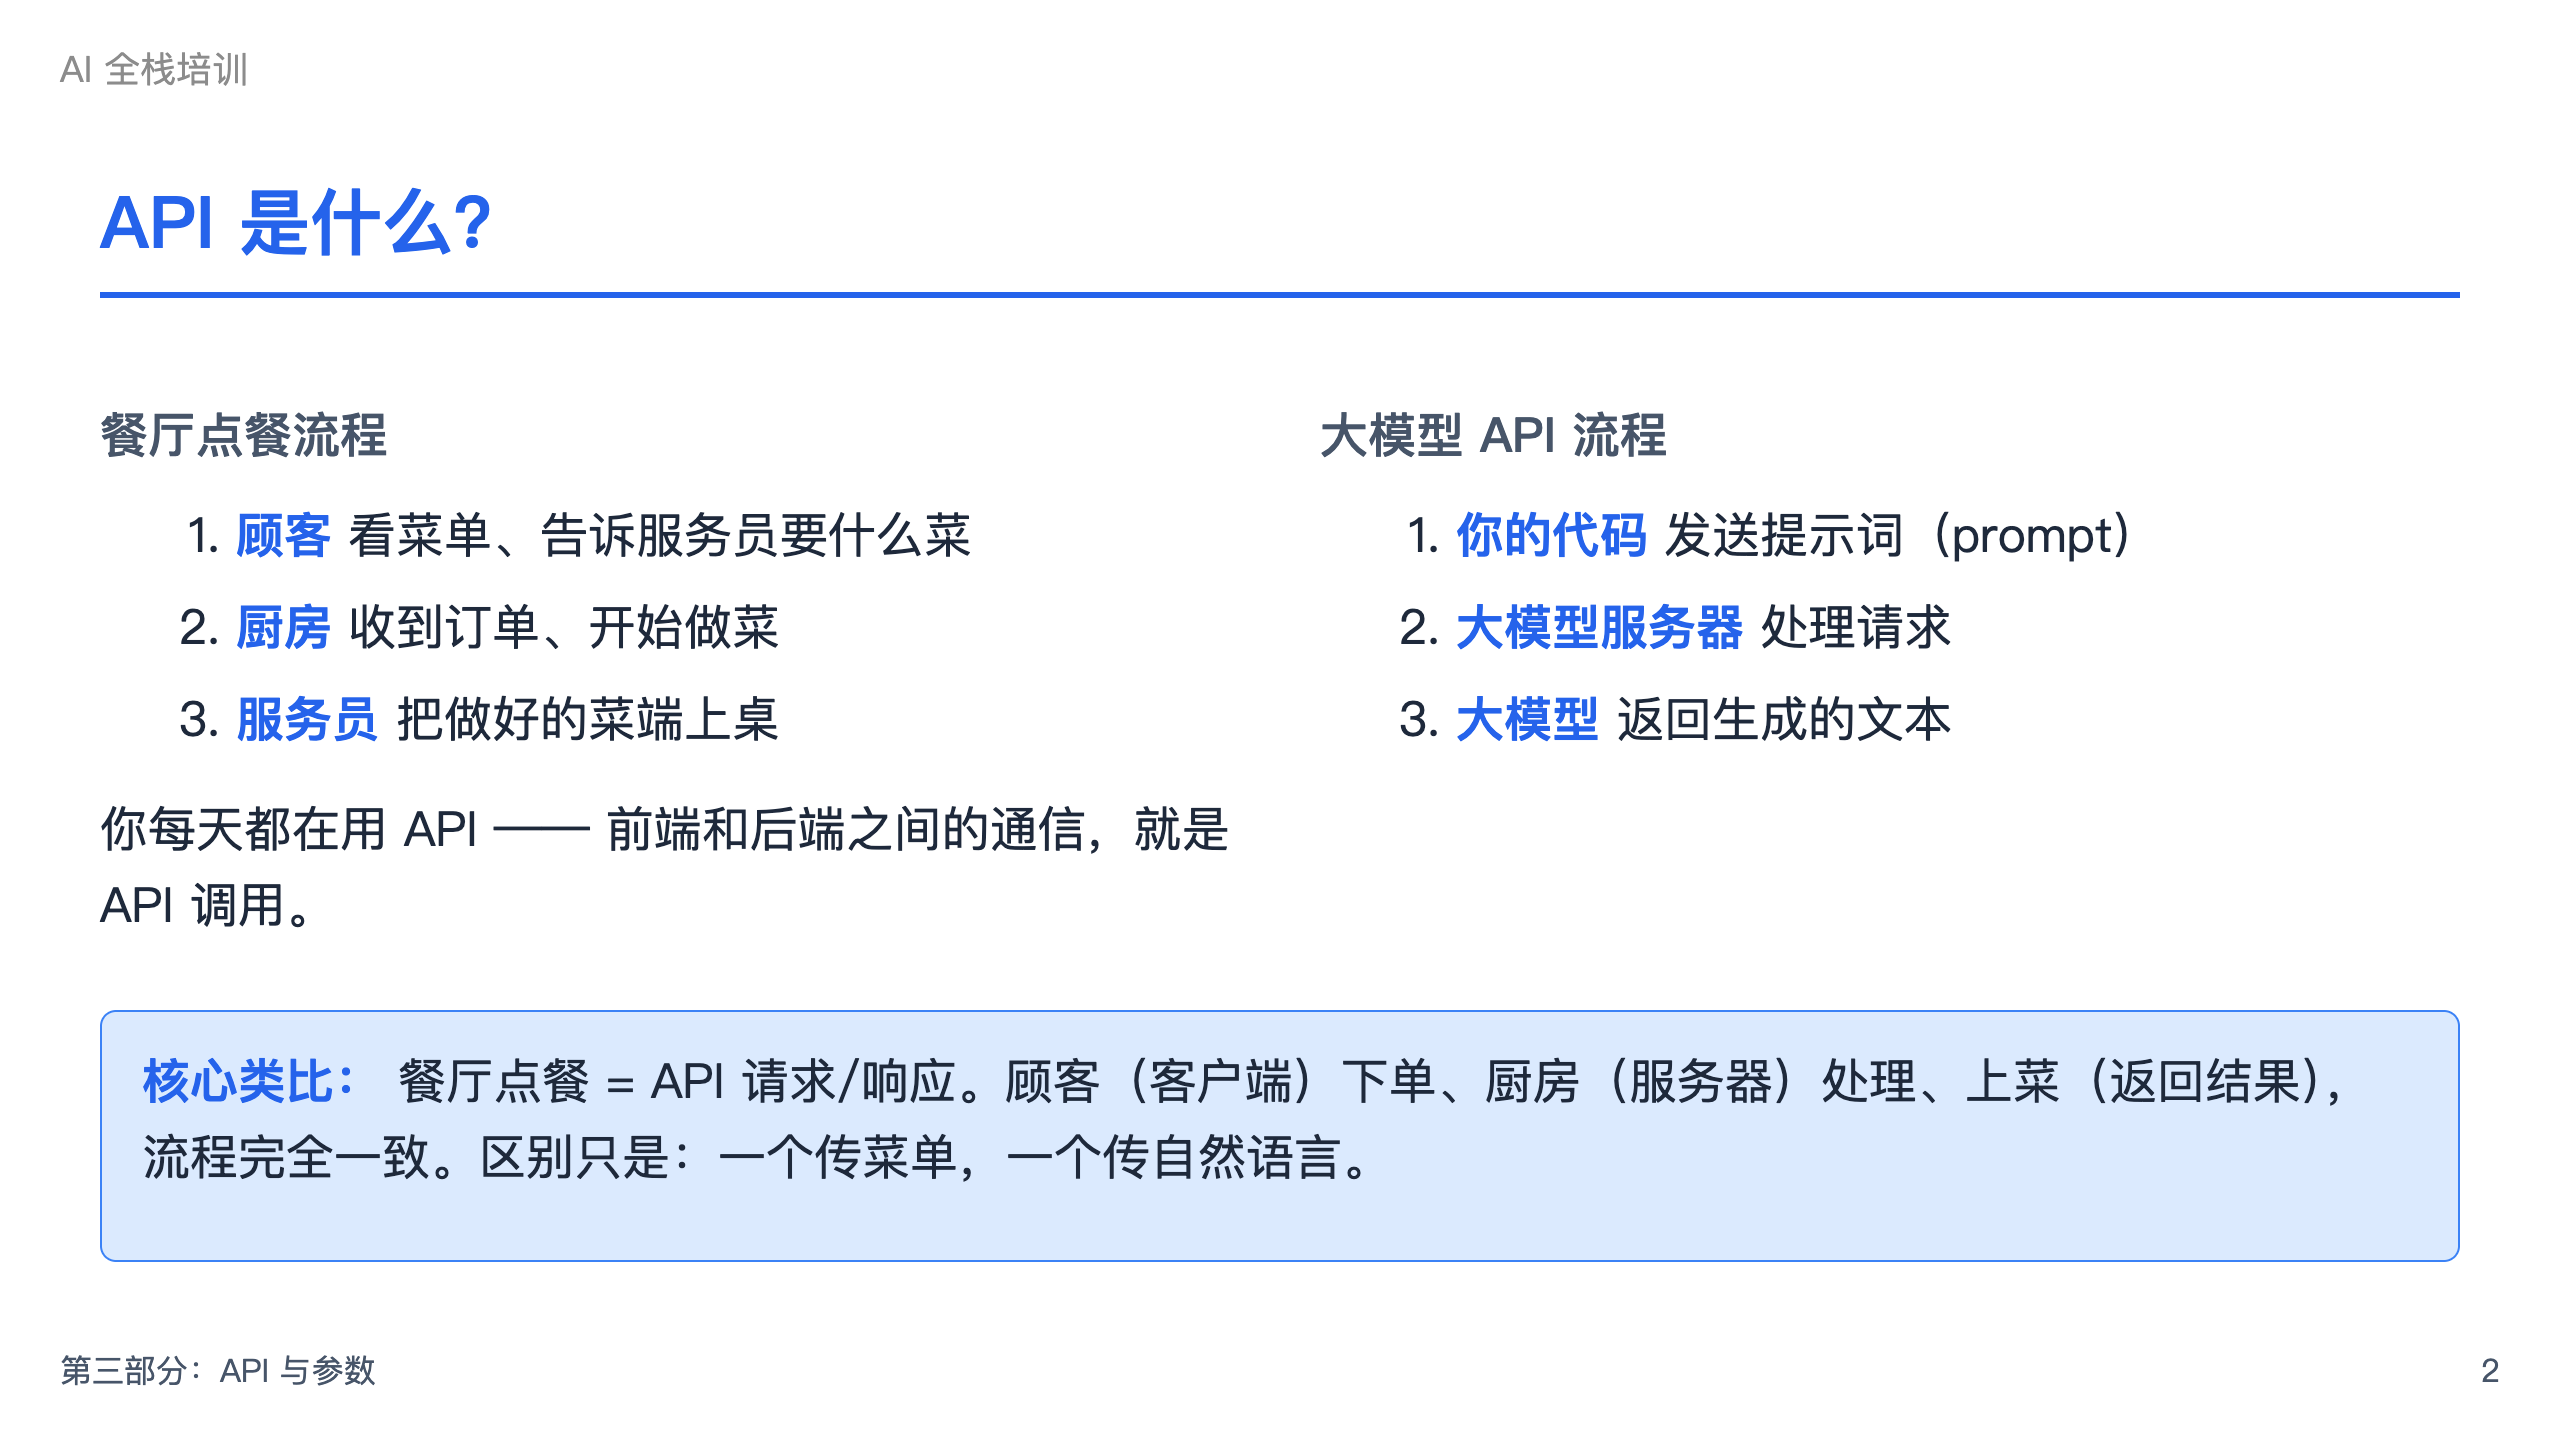 AI 全栈培训
API 是什么？
餐厅点餐流程
1. 顾客 看菜单、告诉服务员要什么菜
2. 厨房 收到订单、开始做菜
3. 服务员 把做好的菜端上桌
你每天都在用 API —— 前端和后端之间的通信，就是
API 调用。
大模型 API 流程
1. 你的代码 发送提示词（prompt）
2. 大模型服务器 处理请求
3. 大模型 返回生成的文本
核心类比： 餐厅点餐 = API 请求/响应。顾客（客户端）下单、厨房（服务器）处理、上菜（返回结果），
流程完全一致。区别只是：一个传菜单，一个传自然语言。
第三部分：API 与参数
2